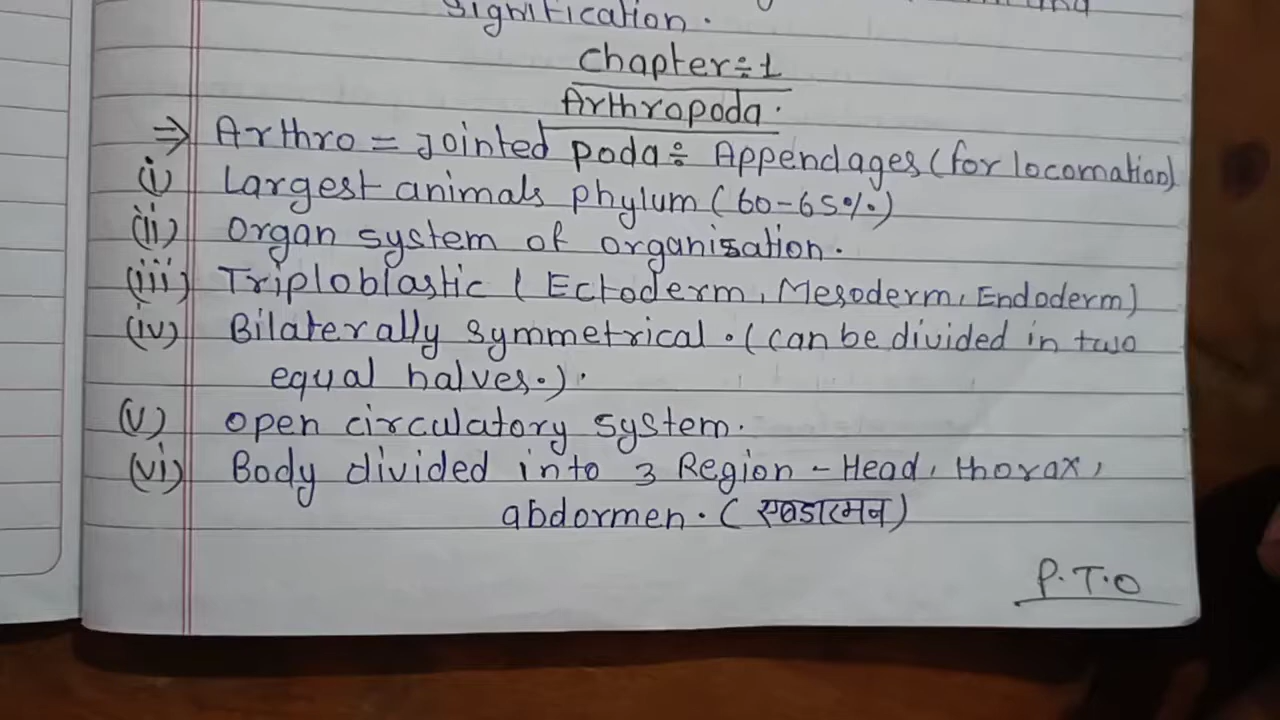 signification.
Chapter÷1
Arthropoda.
⇒ Arthro = Jointed poda÷ Appendages (for locomation)
(i) Largest animals phylum (60-65%)
(ii) Organ system of organisation.
(iii) Triploblastic ( Ectoderm, Mesoderm, Endoderm)
(iv) Bilaterally symmetrical. (can be divided in two
equal halves.).
(v) Open circulatory system.
(vi) Body divided into 3 Region - Head, thorax,
abdormen. ()
P.T.O